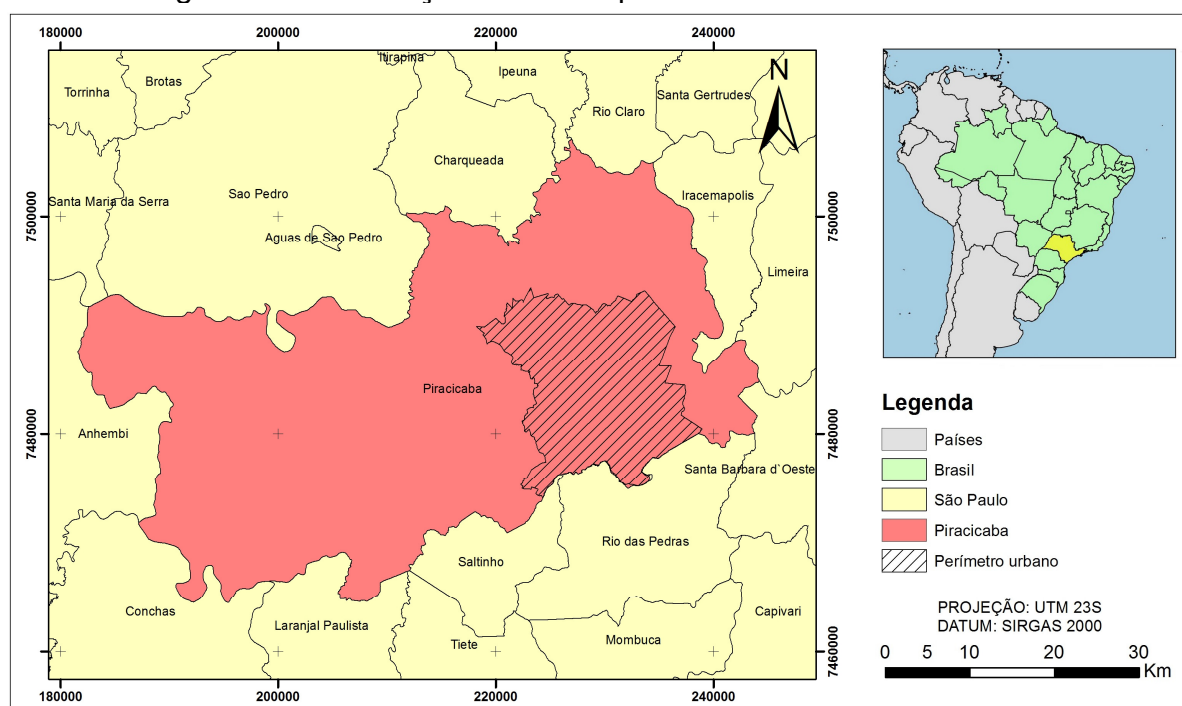 180000 200000 220000 240000
Itirapina
Brotas
Torrinha
Ipeuna
N
Santa Gertrudes
Rio Claro
Charqueada
Santa Maria da Serra
Sao Pedro
Iracemapolis
Aguas de Sao Pedro
Limeira
Piracicaba
Anhembi
Santa Barbara d`Oeste
Rio das Pedras
Saltinho
Conchas
Laranjal Paulista
Tiete
Mombuca
Capivari
7500000
7480000
7460000
7500000
7480000
7460000
180000 200000 220000 240000
Legenda
Países
Brasil
São Paulo
Piracicaba
Perímetro urbano
PROJEÇÃO: UTM 23S
DATUM: SIRGAS 2000
0 5 10 20 30
Km